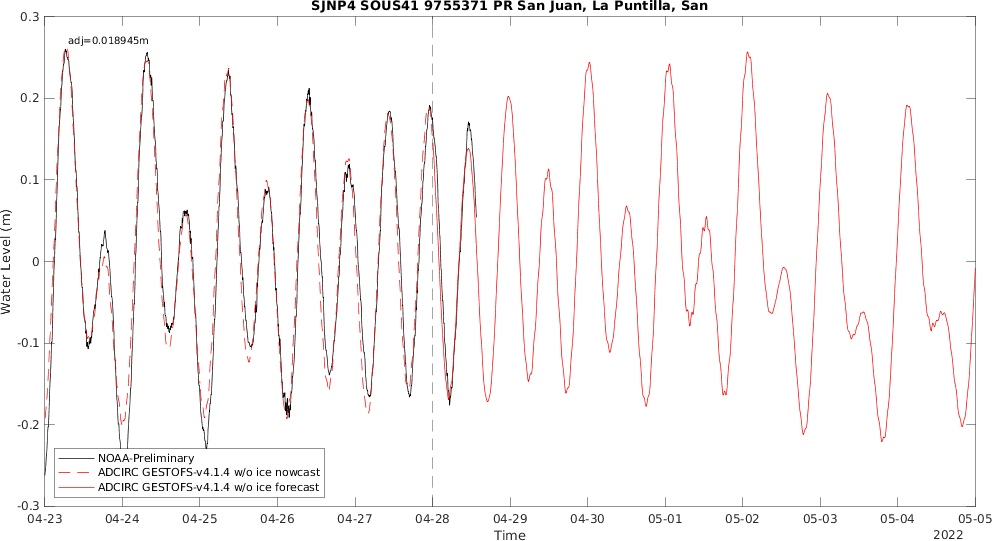 SJNP4 SOUS41 9755371 PR San Juan, La Puntilla, San
adj=0.018945m
0.3
0.2
0.1
0
-0.1
-0.2
-0.3
Water Level (m)
NOAA-Preliminary
ADCIRC GESTOFS-v4.1.4 w/o ice nowcast
ADCIRC GESTOFS-v4.1.4 w/o ice forecast
04-23 04-24 04-25 04-26 04-27 04-28 04-29 04-30 05-01 05-02 05-03 05-04 05-05
Time
2022